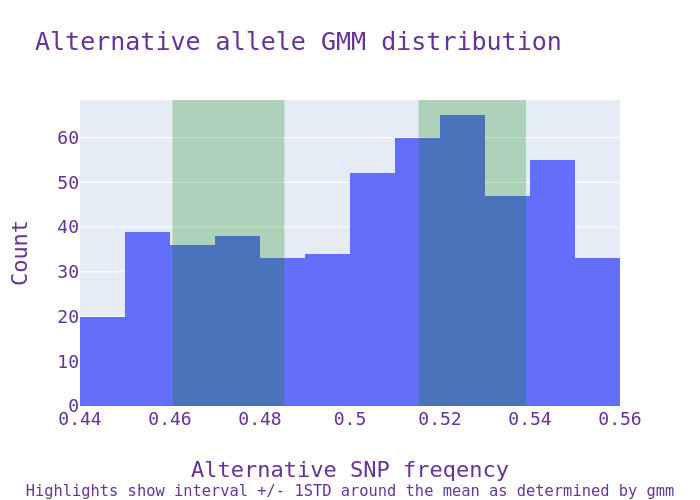 Alternative allele GMM distribution
Count
60
50
40
30
20
10
0
0.44 0.46 0.48 0.5 0.52 0.54 0.56
Alternative SNP freqency
Highlights show interval +/- 1STD around the mean as determined by gmm